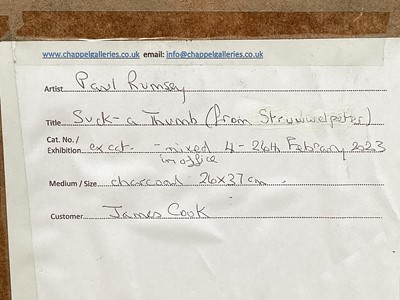 www.chappelgalleries.co.uk email: info@chappelgalleries.co.uk
Artist Paul Rumsey
Title Suck-a Thumb (from Struwwelpeter)
Cat. No. /
Exhibition ex cat. - mixed 4 - 26th February 2023
in office
Medium / Size charcoal 26x37cm.
Customer James Cook